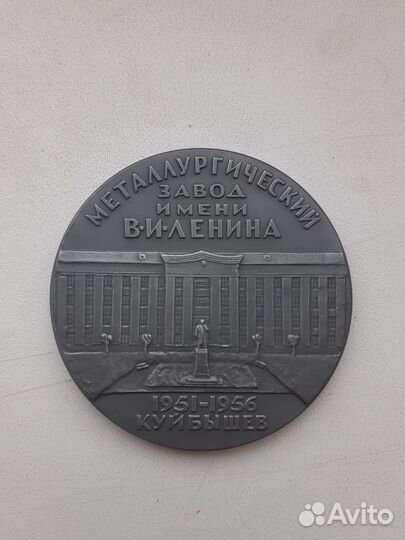 МЕТАЛЛУРГИЧЕСКИЙ
ЗАВОД
ИМЕНИ
В·И·ЛЕНИНА
1951-1956
КУЙБЫШЕВ
Avito